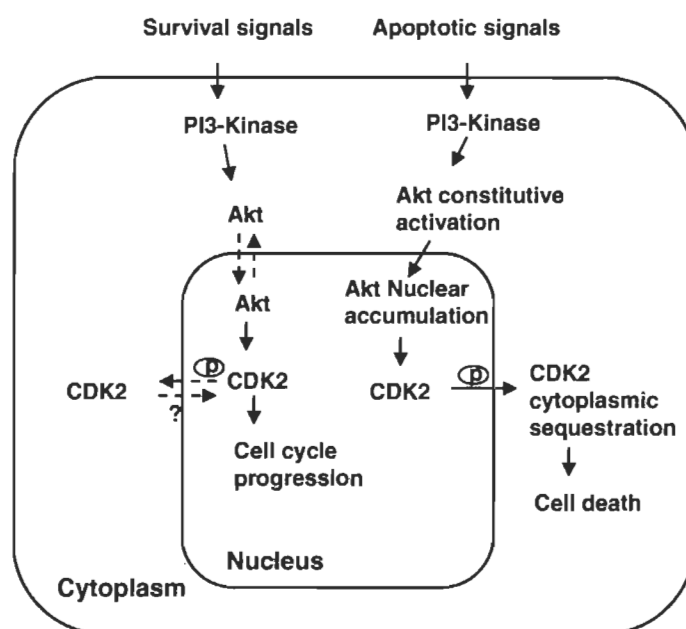 Survival signals
Apoptotic signals
PI3-Kinase
PI3-Kinase
Akt
Akt constitutive
activation
Akt
Akt Nuclear
accumulation
p
p
CDK2
?
CDK2
CDK2
CDK2
cytoplasmic
sequestration
Cell cycle
progression
Cell death
Nucleus
Cytoplasm